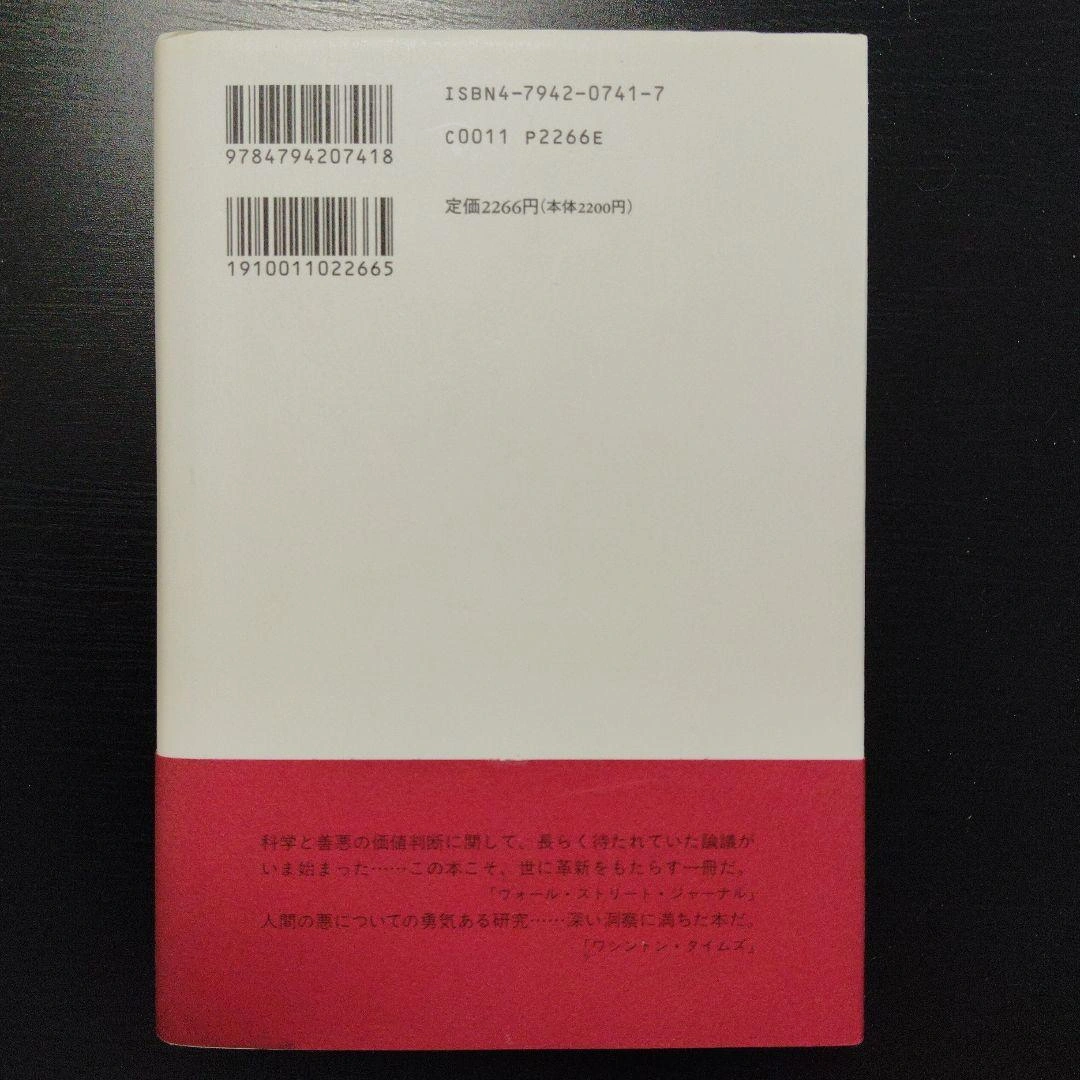 ISBN4-7942-0741-7
C0011 P2266E
9784794207418
定価2266円(本体2200円)
1910011022665
科学と善悪の価値判断に関して、長らく待たれていた論議が
いま始まった……この本こそ、世に革新をもたらす一冊だ。
「ウォール・ストリート・ジャーナル」
人間の悪についての勇気ある研究……深い洞察に満ちた本だ。
「ワシントン・タイムズ」